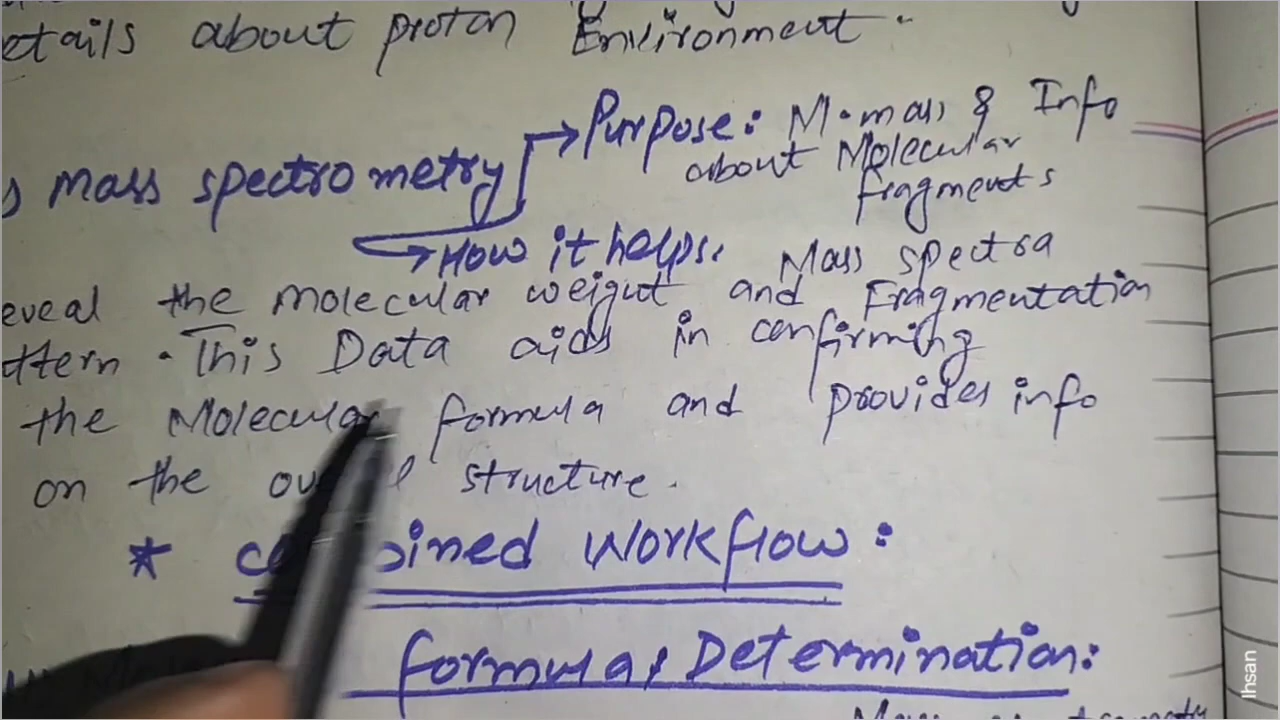 etails about proton Environment.
Purpose: M.mass & Info
about Molecular
fragments
Mass spectrometry
How it helps: Mass spectra
eveal the molecular weight and Fragmentation
ttern. This Data aids in confirming
the Molecular formula and provides info
on the structure.
* Workflow:
formula Determination:
Ihsan